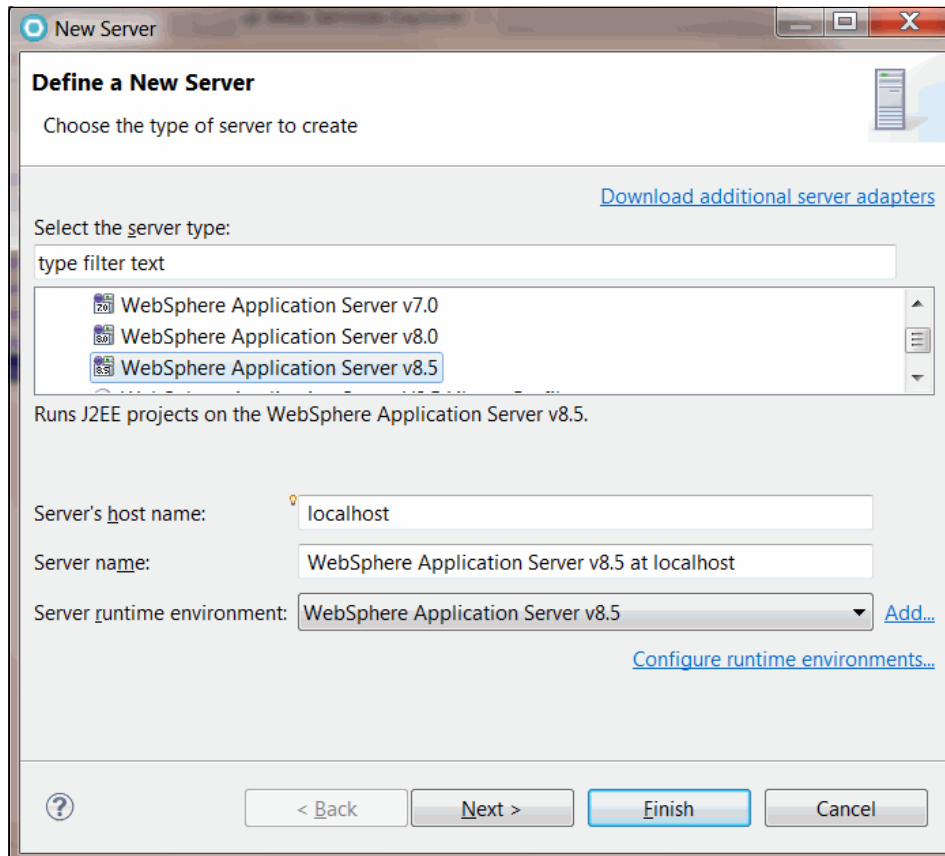 New Server
Define a New Server
Choose the type of server to create
Download additional server adapters
Select the server type:
type filter text
WebSphere Application Server v7.0
WebSphere Application Server v8.0
WebSphere Application Server v8.5
Runs J2EE projects on the WebSphere Application Server v8.5.
Server's host name: localhost
Server name: WebSphere Application Server v8.5 at localhost
Server runtime environment: WebSphere Application Server v8.5 Add...
Configure runtime environments...
? < Back Next > Finish Cancel